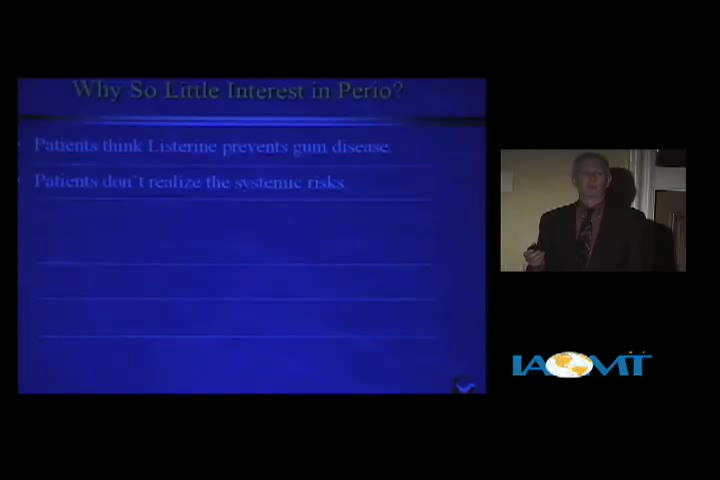 Why So Little Interest in Perio?
Patients think Listerine prevents gum disease.
Patients don't realize the systemic risks.
IAOMT